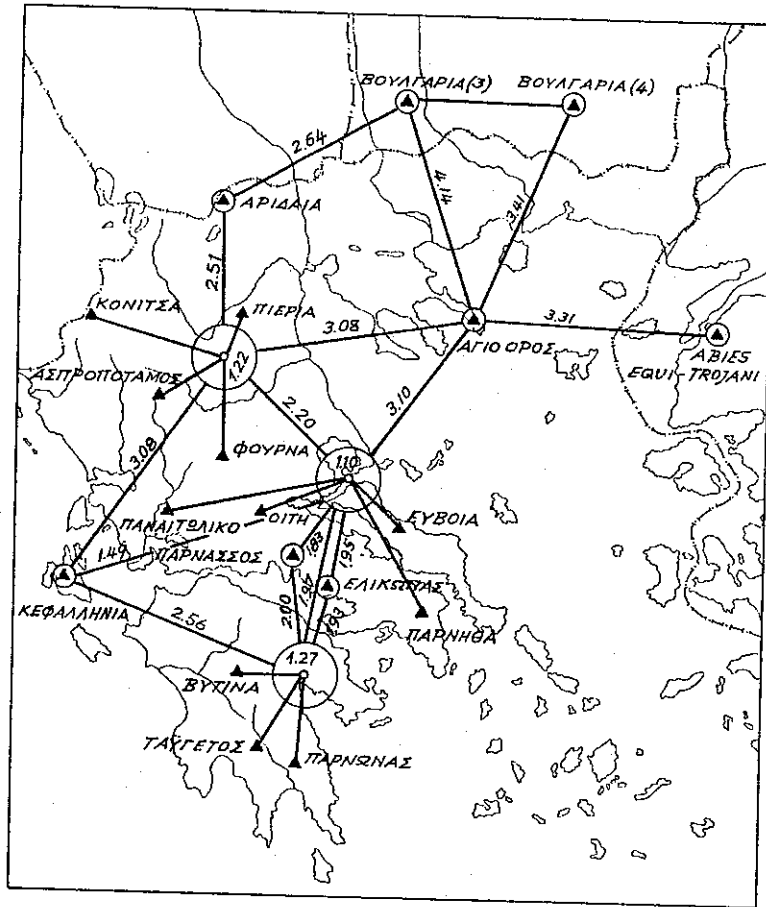 ΒΟΥΛΓΑΡΙΑ(3)
ΒΟΥΛΓΑΡΙΑ(4)
2.64
4.14
3.41
ΑΡΙΔΑΙΑ
2.51
ΚΟΝΙΤΣΑ
ΠΙΕΡΙΑ
3.08
3.31
ΑΓΙΟ ΟΡΟΣ
ABIES
EQUI-TROJANI
1.22
ΑΣΠΡΟΠΟΤΑΜΟΣ
2.20
3.10
3.08
ΦΟΥΡΝΑ
1.10
ΠΑΝΑΙΤΩΛΙΚΟ
ΟΙΤΗ
ΕΥΒΟΙΑ
1.49
ΠΑΡΝΑΣΣΟΣ
1.83
1.95
ΕΛΙΚΩΝΑΣ
ΚΕΦΑΛΛΗΝΙΑ
2.56
2.00
1.95
1.93
ΠΑΡΝΗΘΑ
1.27
ΒΥΤΙΝΑ
ΤΑΥΓΕΤΟΣ
ΠΑΡΝΩΝΑΣ